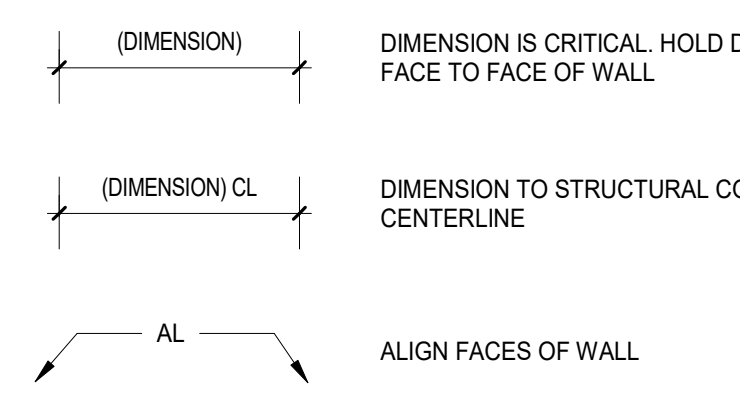 (DIMENSION)
DIMENSION IS CRITICAL. HOLD
FACE TO FACE OF WALL
(DIMENSION) CL
DIMENSION TO STRUCTURAL
CENTERLINE
AL
ALIGN FACES OF WALL